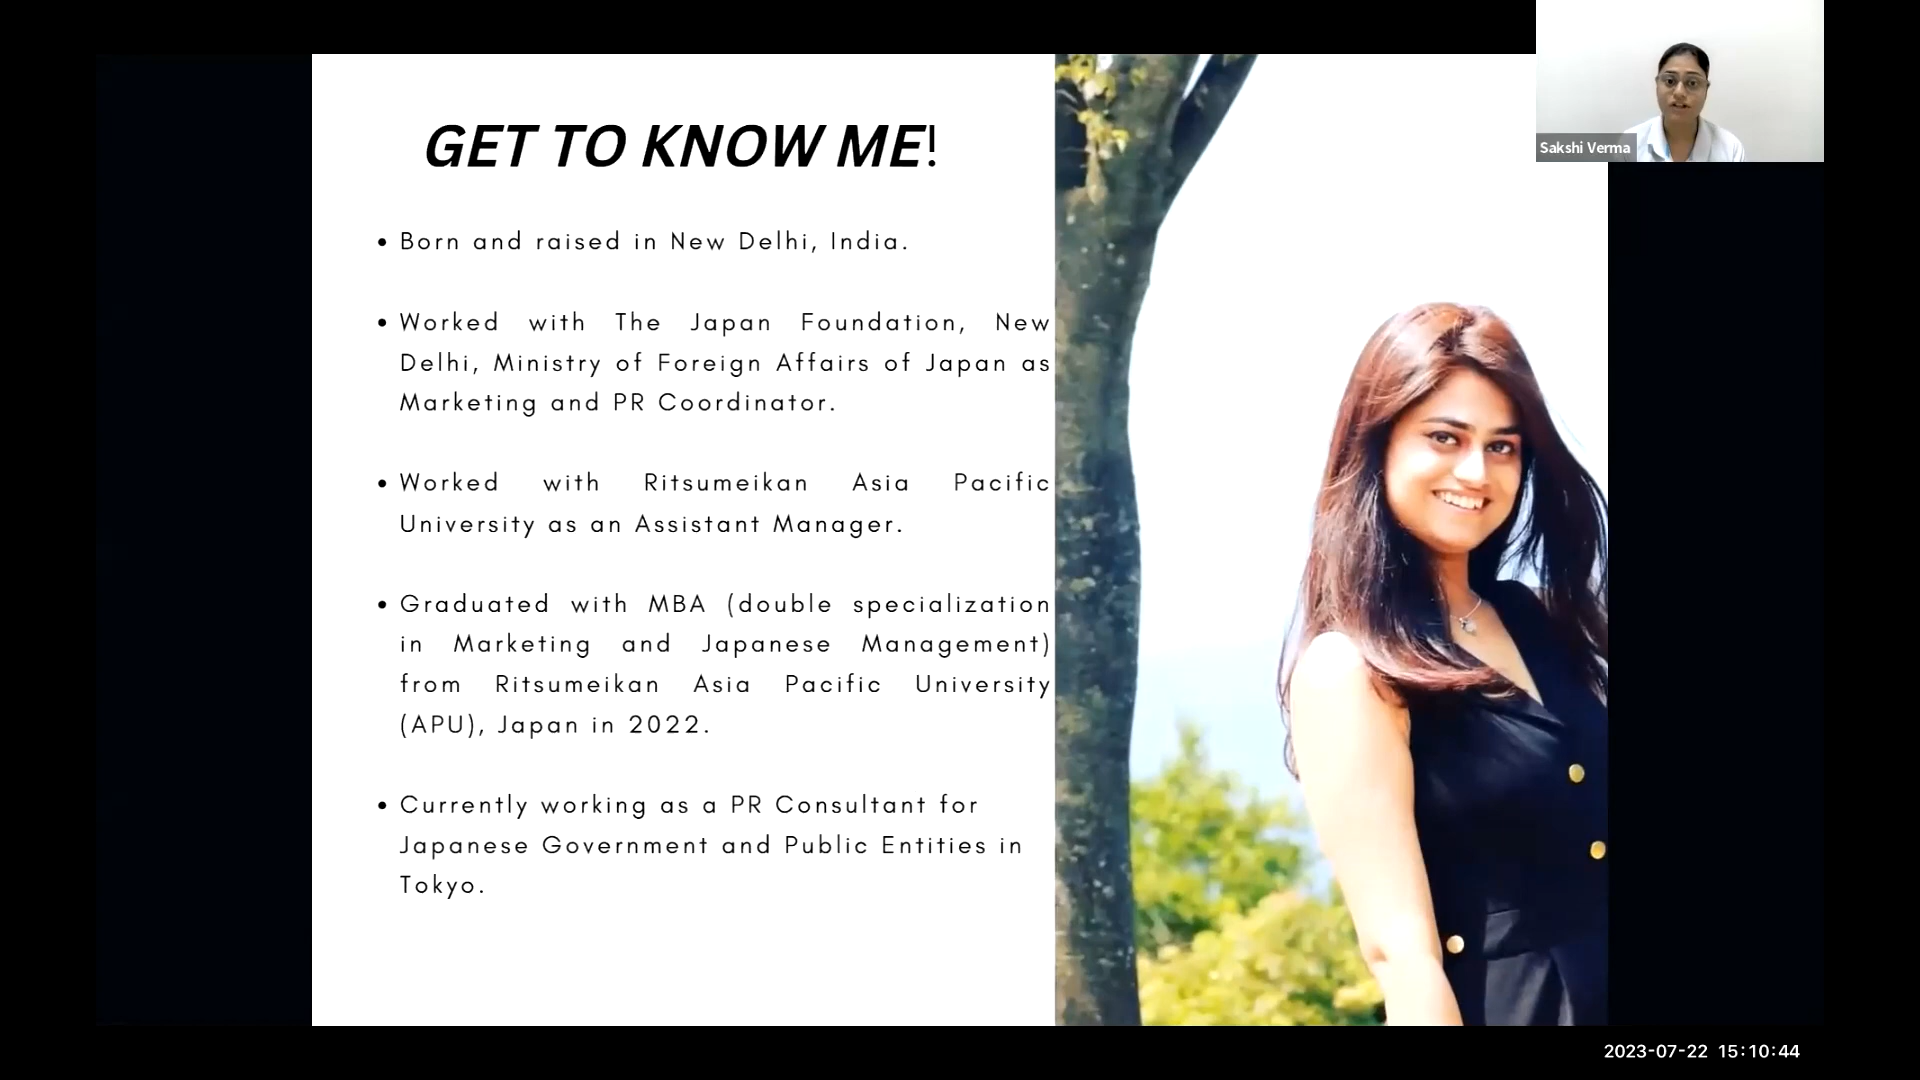 GET TO KNOW ME!
• Born and raised in New Delhi, India.
• Worked with The Japan Foundation, New
Delhi, Ministry of Foreign Affairs of Japan as
Marketing and PR Coordinator.
• Worked with Ritsumeikan Asia Pacific
University as an Assistant Manager.
• Graduated with MBA (double specialization
in Marketing and Japanese Management)
from Ritsumeikan Asia Pacific University
(APU), Japan in 2022.
• Currently working as a PR Consultant for
Japanese Government and Public Entities in
Tokyo.
Sakshi Verma
2023-07-22 15:10:44